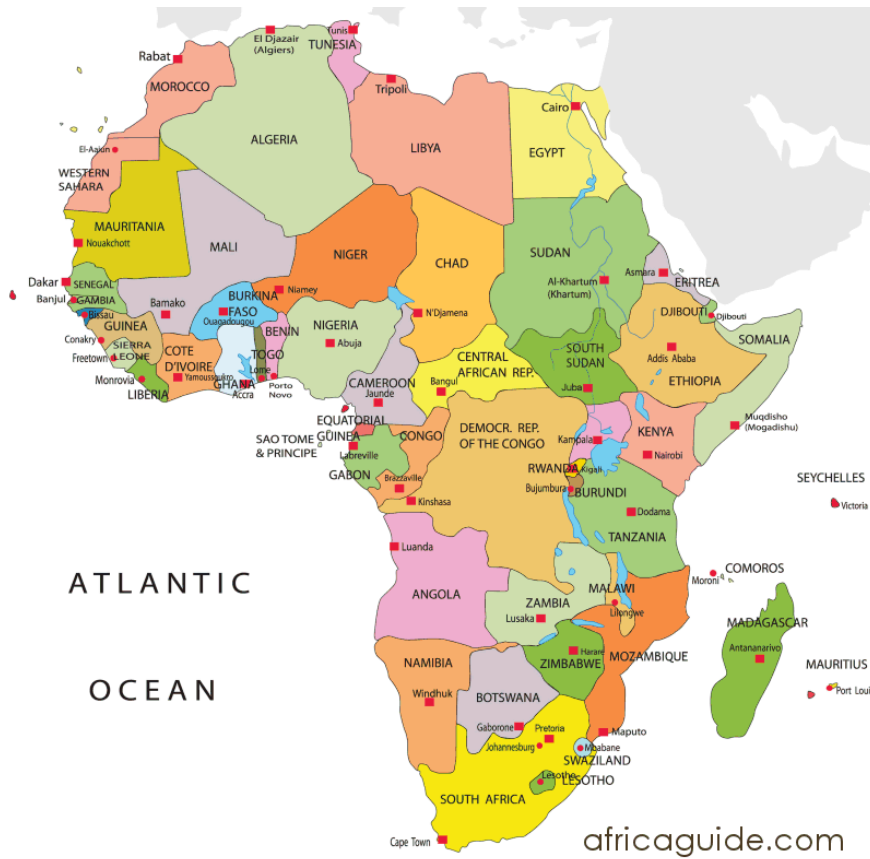 El Djazair
(Algiers)
Tunis
TUNESIA
Rabat
MOROCCO
Tripoli
Cairo
ALGERIA
LIBYA
EGYPT
El-Aajun
WESTERN
SAHARA
MAURITANIA
Nouakchott
MALI
NIGER
CHAD
SUDAN
Asmara
ERITREA
Al-Khartum
(Khartum)
Dakar
SENEGAL
Banjul
GAMBIA
Bissau
Bamako
BURKINA
FASO
Ouagadougou
Niamey
N'Djamena
DJIBOUTI
Djibouti
GUINEA
Conakry
SIERRA
LEONE
Freetown
COTE
D'IVOIRE
Yamoussoukro
Monrovia
LIBERIA
GHANA
Accra
TOGO
Lome
BENIN
Porto
Novo
NIGERIA
Abuja
CENTRAL
AFRICAN REP.
Bangui
SOUTH
SUDAN
Juba
Addis Ababa
ETHIOPIA
SOMALIA
CAMEROON
Jaunde
EQUATORIAL
GUINEA
SAO TOME
& PRINCIPE
Labreville
GABON
CONGO
Brazzaville
Kinshasa
DEMOCR. REP.
OF THE CONGO
Kampala
KENYA
Nairobi
Muqdisho
(Mogadishu)
RWANDA
Kigali
Bujumbura
BURUNDI
SEYCHELLES
Victoria
Dodama
TANZANIA
Luanda
ANGOLA
ATLANTIC
OCEAN
ZAMBIA
Lusaka
MALAWI
Lilongwe
Moroni
COMOROS
MADAGASCAR
Antananarivo
MAURITIUS
Port Loui
NAMIBIA
Windhuk
ZIMBABWE
Harare
MOZAMBIQUE
BOTSWANA
Gaborone
Pretoria
Johannesburg
Maputo
Mbabane
SWAZILAND
Lesotho
LESOTHO
SOUTH AFRICA
Cape Town
africaguide.com